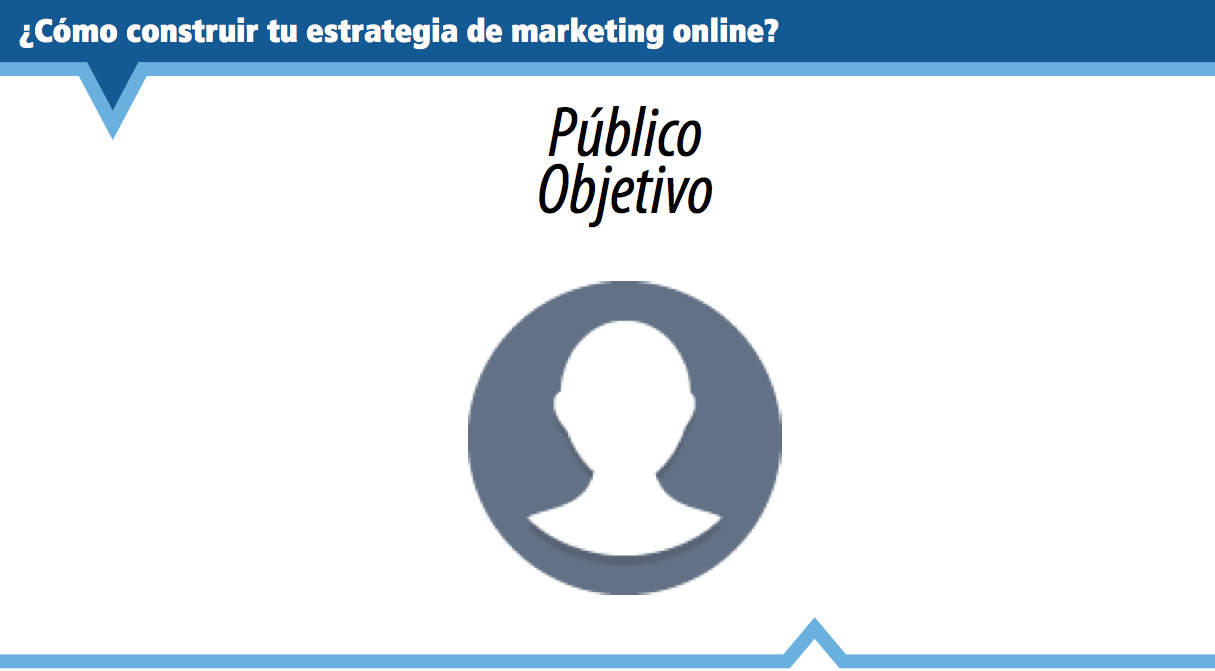 ¿Cómo construir tu estrategia de marketing online?
Público
Objetivo